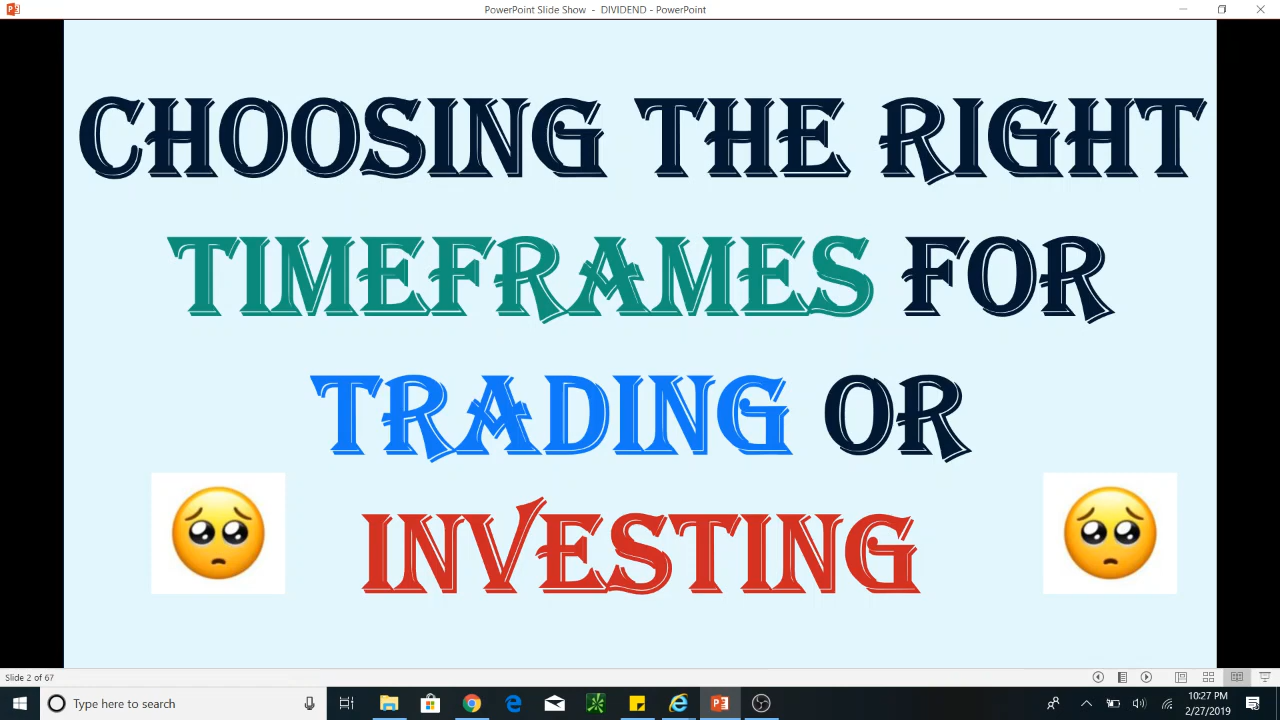 PowerPoint Slide Show - DIVIDEND - PowerPoint
CHOOSING THE RIGHT
TIMEFRAMES FOR
TRADING OR
INVESTING
Slide 2 of 67
Type here to search
10:27 PM
2/27/2019